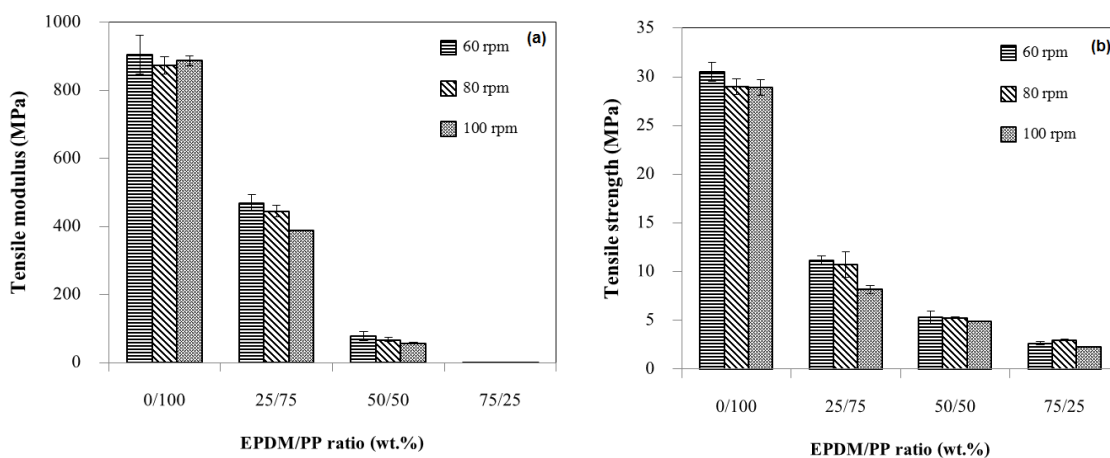 (a)
60 rpm
80 rpm
100 rpm
1000
800
600
400
200
0
Tensile modulus (MPa)
0/100 25/75 50/50 75/25
EPDM/PP ratio (wt.%)
(b)
60 rpm
80 rpm
100 rpm
35
30
25
20
15
10
5
0
Tensile strength (MPa)
0/100 25/75 50/50 75/25
EPDM/PP ratio (wt.%)